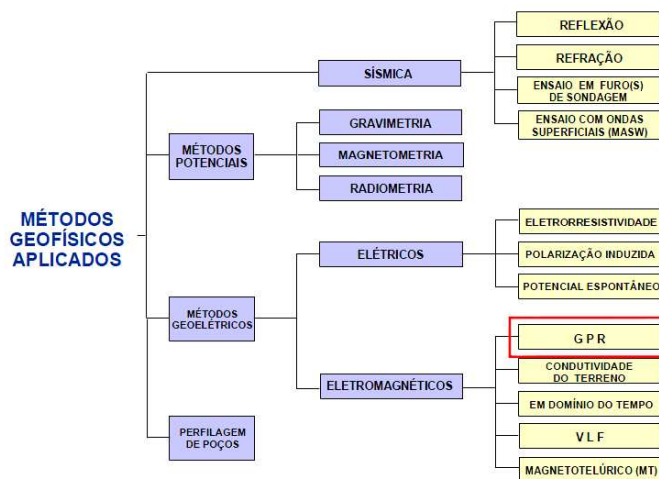 MÉTODOS
GEOFÍSICOS
APLICADOS
SÍSMICA
REFLEXÃO
REFRAÇÃO
ENSAIO EM FURO(S)
DE SONDAGEM
ENSAIO COM ONDAS
SUPERFICIAIS (MASW)
MÉTODOS
POTENCIAIS
GRAVIMETRIA
MAGNETOMETRIA
RADIOMETRIA
MÉTODOS
GEOELÉTRICOS
ELÉTRICOS
ELETRORRESISTIVIDADE
POLARIZAÇÃO INDUZIDA
POTENCIAL ESPONTÂNEO
ELETROMAGNÉTICOS
G P R
CONDUTIVIDADE
DO TERRENO
EM DOMÍNIO DO TEMPO
V L F
MAGNETOTELÚRICO (MT)
PERFILAGEM
DE POÇOS